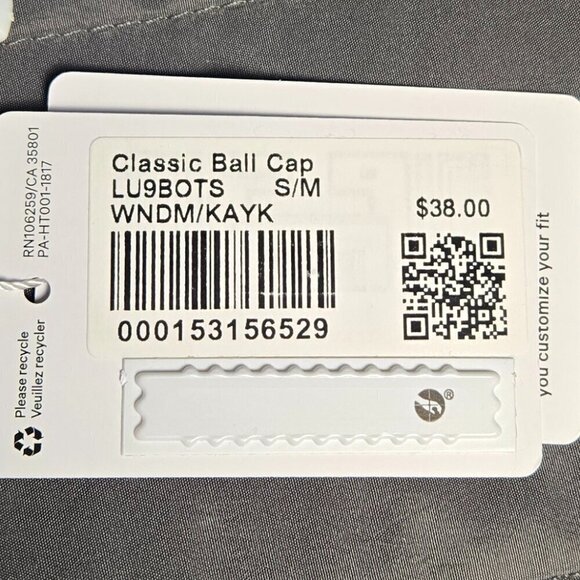 Classic Ball Cap
LU9BOTS S/M
WNDM/KAYK
$38.00
000153156529
RN106259/CA 35801
PA-HT001-1817
Please recycle
Veuillez recycler
you customize your fit
®